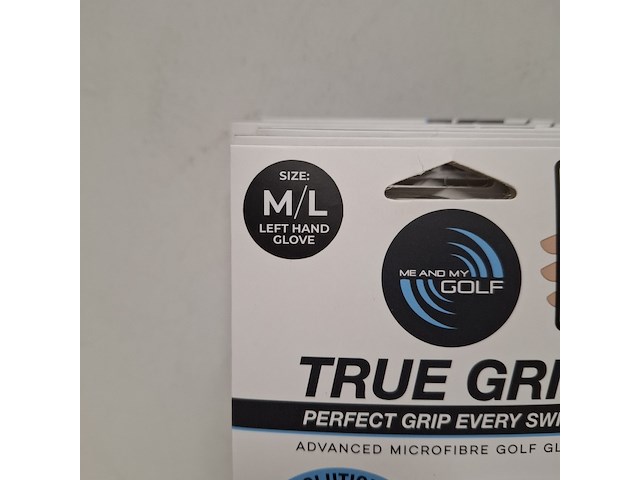 SIZE:
M/L
LEFT HAND
GLOVE
ME AND MY
GOLF
TRUE GRI
PERFECT GRIP EVERY SWI
ADVANCED MICROFIBRE GOLF GL